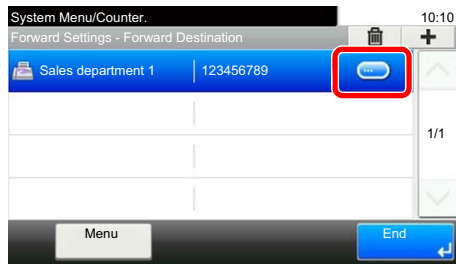 System Menu/Counter. 10:10
Forward Settings - Forward Destination
Sales department 1 123456789
1/1
Menu End